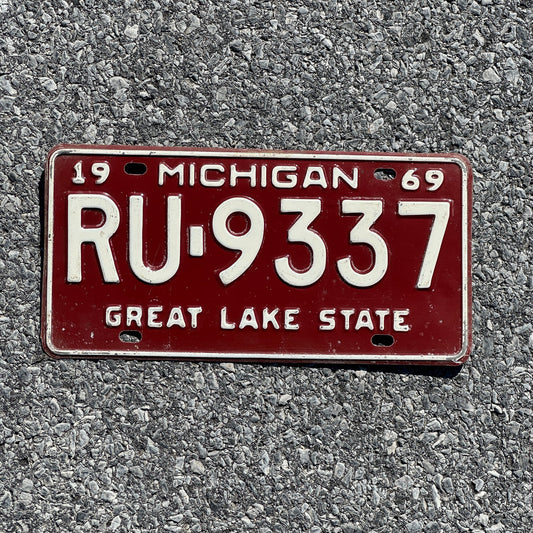 19 MICHIGAN 69
RU-9337
GREAT LAKE STATE